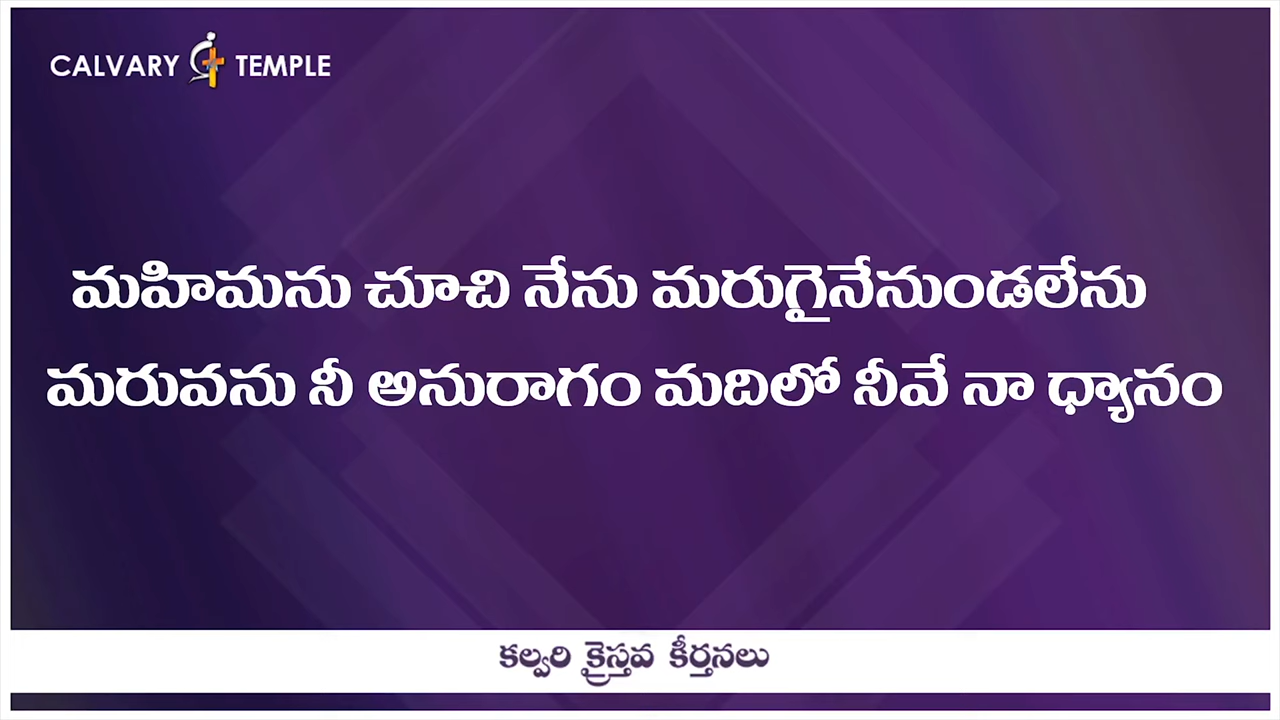 CALVARY TEMPLE
మహిమను చూచి నేను మరుగైనేనుండలేను
మరువను నీ అనురాగం మదిలో నీవే నా ధ్యానం
కల్వరి క్రైస్తవ కీర్తనలు